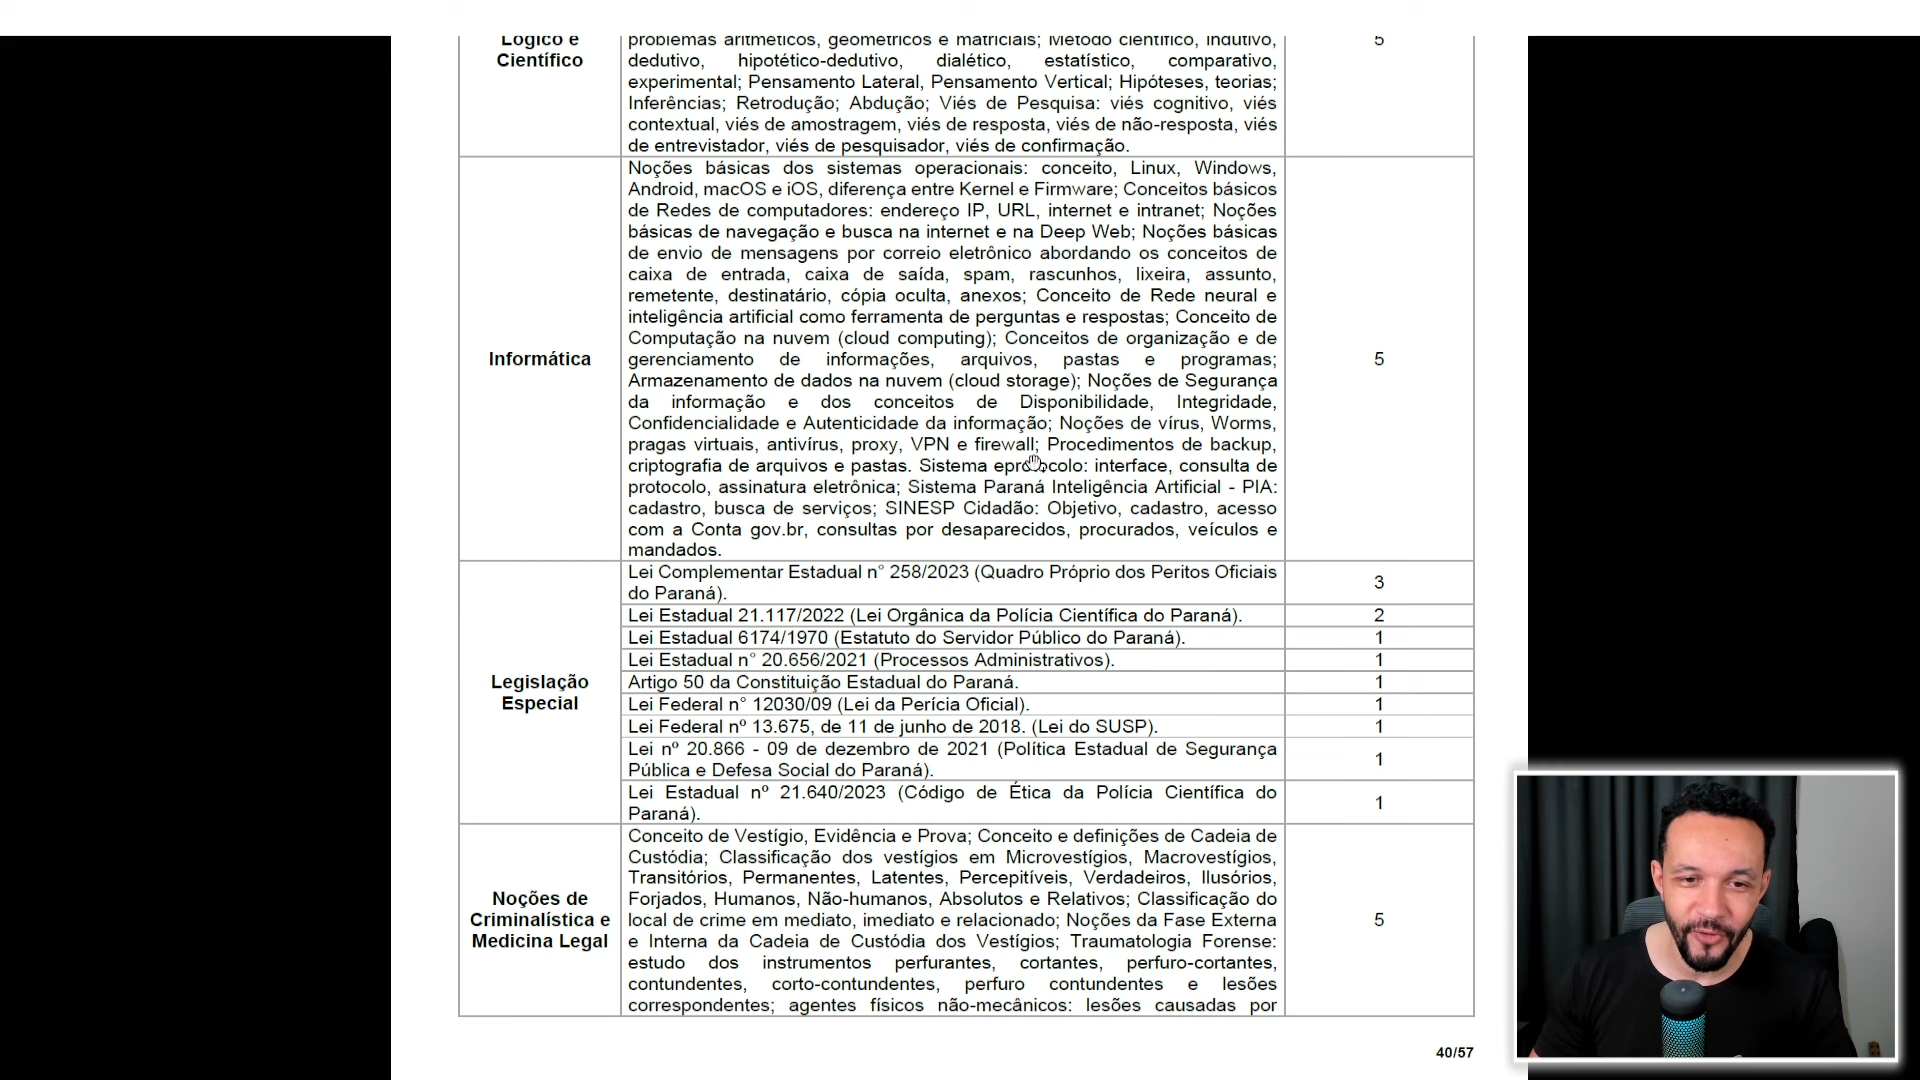 Lógico e
Científico
problemas aritméticos, geométricos e matriciais; Método científico, indutivo,
dedutivo, hipotético-dedutivo, dialético, estatístico, comparativo,
experimental; Pensamento Lateral, Pensamento Vertical; Hipóteses, teorias;
Inferências; Retrodução; Abdução; Viés de Pesquisa: viés cognitivo, viés
contextual, viés de amostragem, viés de resposta, viés de não-resposta, viés
de entrevistador, viés de pesquisador, viés de confirmação.
5
Informática
Noções básicas dos sistemas operacionais: conceito, Linux, Windows,
Android, macOS e iOS, diferença entre Kernel e Firmware; Conceitos básicos
de Redes de computadores: endereço IP, URL, internet e intranet; Noções
básicas de navegação e busca na internet e na Deep Web; Noções básicas
de envio de mensagens por correio eletrônico abordando os conceitos de
caixa de entrada, caixa de saída, spam, rascunhos, lixeira, assunto,
remetente, destinatário, cópia oculta, anexos; Conceito de Rede neural e
inteligência artificial como ferramenta de perguntas e respostas; Conceito de
Computação na nuvem (cloud computing); Conceitos de organização e de
gerenciamento de informações, arquivos, pastas e programas;
Armazenamento de dados na nuvem (cloud storage); Noções de Segurança
da informação e dos conceitos de Disponibilidade, Integridade,
Confidencialidade e Autenticidade da informação; Noções de vírus, Worms,
pragas virtuais, antivírus, proxy, VPN e firewall; Procedimentos de backup,
criptografia de arquivos e pastas. Sistema eprotocolo: interface, consulta de
protocolo, assinatura eletrônica; Sistema Paraná Inteligência Artificial - PIA:
cadastro, busca de serviços; SINESP Cidadão: Objetivo, cadastro, acesso
com a Conta gov.br, consultas por desaparecidos, procurados, veículos e
mandados.
5
Legislação
Especial
Lei Complementar Estadual n° 258/2023 (Quadro Próprio dos Peritos Oficiais
do Paraná).
3
Lei Estadual 21.117/2022 (Lei Orgânica da Polícia Científica do Paraná).
2
Lei Estadual 6174/1970 (Estatuto do Servidor Público do Paraná).
1
Lei Estadual n° 20.656/2021 (Processos Administrativos).
1
Artigo 50 da Constituição Estadual do Paraná.
1
Lei Federal n° 12030/09 (Lei da Perícia Oficial).
1
Lei Federal nº 13.675, de 11 de junho de 2018. (Lei do SUSP).
1
Lei nº 20.866 - 09 de dezembro de 2021 (Política Estadual de Segurança
Pública e Defesa Social do Paraná).
1
Lei Estadual nº 21.640/2023 (Código de Ética da Polícia Científica do
Paraná).
1
Noções de
Criminalística e
Medicina Legal
Conceito de Vestígio, Evidência e Prova; Conceito e definições de Cadeia de
Custódia; Classificação dos vestígios em Microvestígios, Macrovestígios,
Transitórios, Permanentes, Latentes, Percepitíveis, Verdadeiros, Ilusórios,
Forjados, Humanos, Não-humanos, Absolutos e Relativos; Classificação do
local de crime em mediato, imediato e relacionado; Noções da Fase Externa
e Interna da Cadeia de Custódia dos Vestígios; Traumatologia Forense:
estudo dos instrumentos perfurantes, cortantes, perfuro-cortantes,
contundentes, corto-contundentes, perfuro contundentes e lesões
correspondentes; agentes físicos não-mecânicos: lesões causadas por
5
40/57